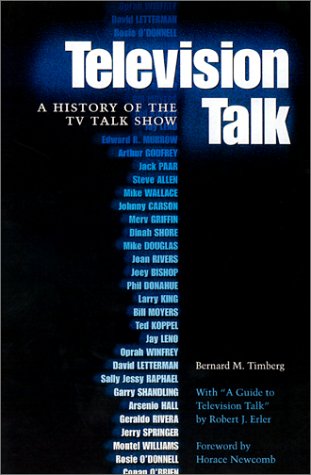 Oprah WINFREY
David LETTERMAN
Rosie O'DONNELL
Television
A HISTORY OF THE
TV TALK SHOW
Talk
Jay LENO
Edward R. MURROW
Arthur GODFREY
Jack PAAR
Steve ALLEN
Mike WALLACE
Johnny CARSON
Merv GRIFFIN
Dinah SHORE
Mike DOUGLAS
Joan RIVERS
Joey BISHOP
Phil DONAHUE
Larry KING
Bill MOYERS
Ted KOPPEL
Jay LENO
Oprah WINFREY
David LETTERMAN
Sally Jessy RAPHAEL
Garry SHANDLING
Arsenio HALL
Geraldo RIVERA
Jerry SPRINGER
Montel WILLIAMS
Rosie O'DONNELL
Conan O'BRIEN
Bernard M. Timberg
With "A Guide to
Television Talk"
by Robert J. Erler
Foreword by
Horace Newcomb